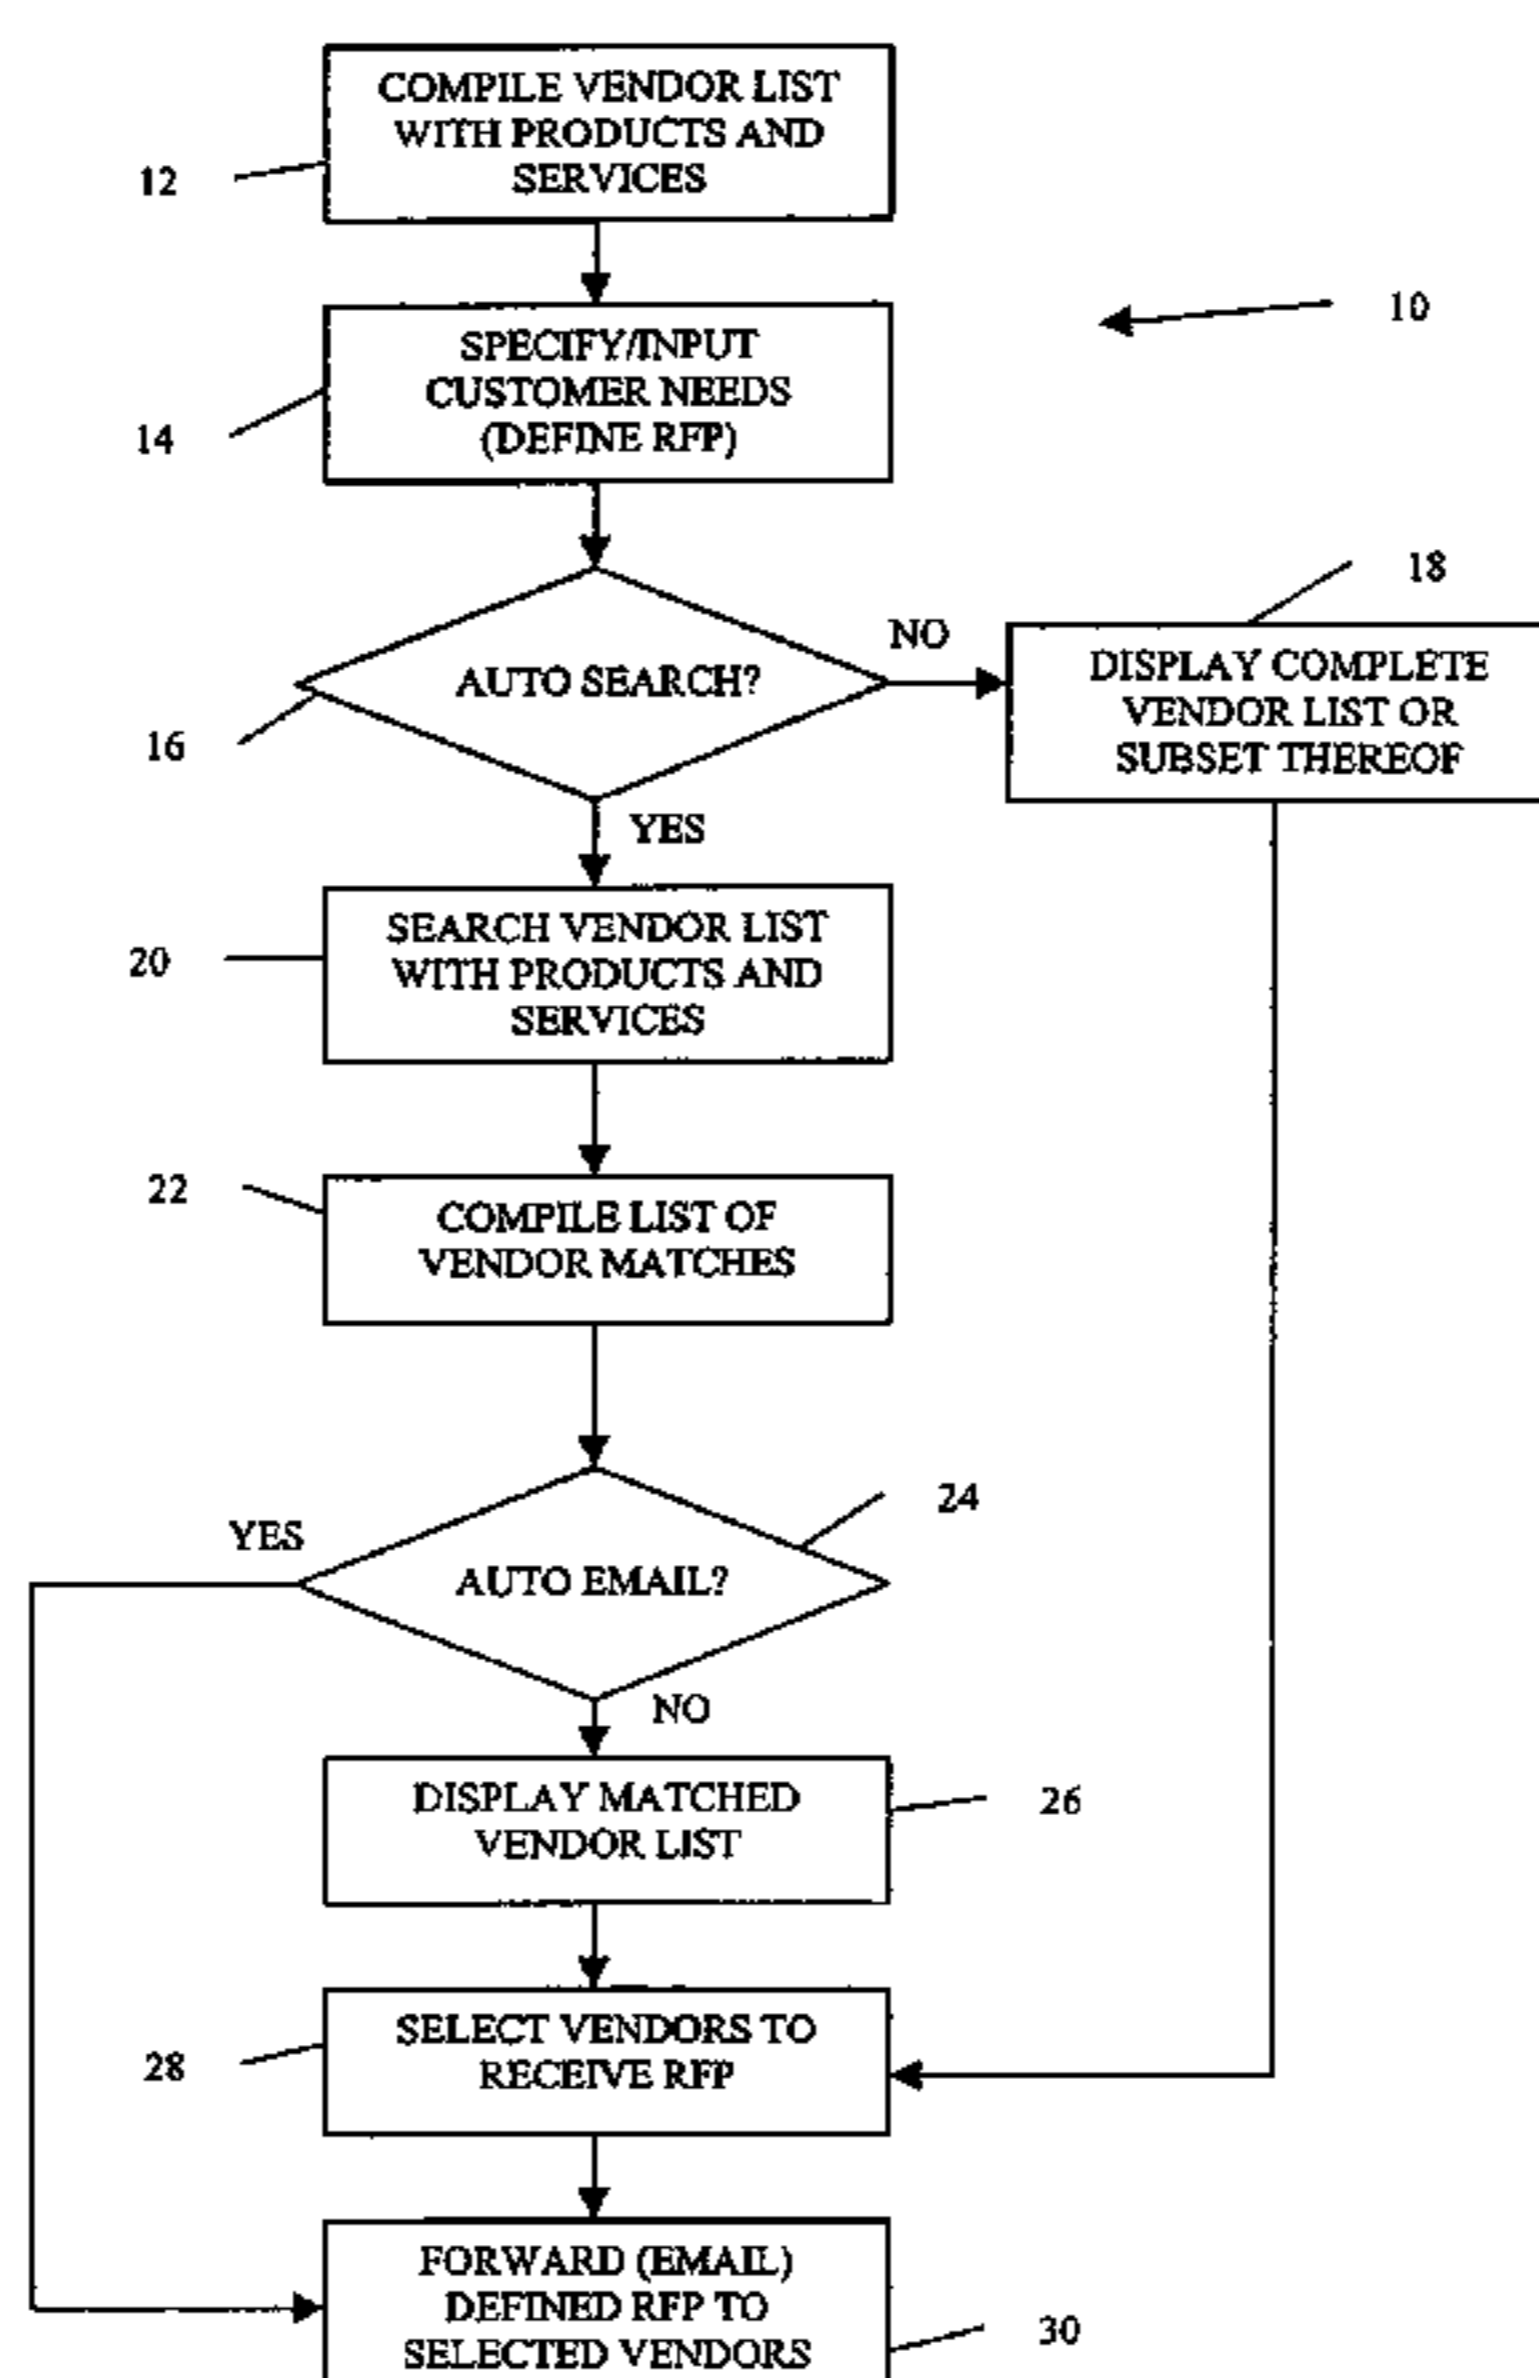 COMPILE VENDOR LIST
WITH PRODUCTS AND
SERVICES
12
10
SPECIFY/INPUT
CUSTOMER NEEDS
(DEFINE RFP)
14
18
NO
AUTO SEARCH?
DISPLAY COMPLETE
VENDOR LIST OR
SUBSET THEREOF
16
YES
SEARCH VENDOR LIST
WITH PRODUCTS AND
SERVICES
20
22
COMPILE LIST OF
VENDOR MATCHES
24
YES
AUTO EMAIL?
NO
DISPLAY MATCHED
VENDOR LIST
26
SELECT VENDORS TO
RECEIVE RFP
28
FORWARD (EMAIL)
DEFINED RFP TO
SELECTED VENDORS
30